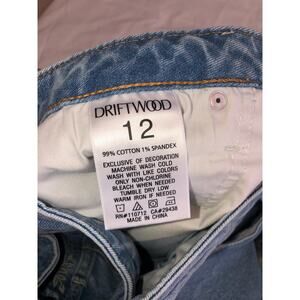 DRIFTWOOD
12
99% COTTON 1% SPANDEX
EXCLUSIVE OF DECORATION
MACHINE WASH COLD
WASH WITH LIKE COLORS
ONLY NON-CHLORINE
BLEACH WHEN NEEDED
TUMBLE DRY LOW
WARM IRON IF NEEDED
RN#110712 CA#29438
MADE IN CHINA